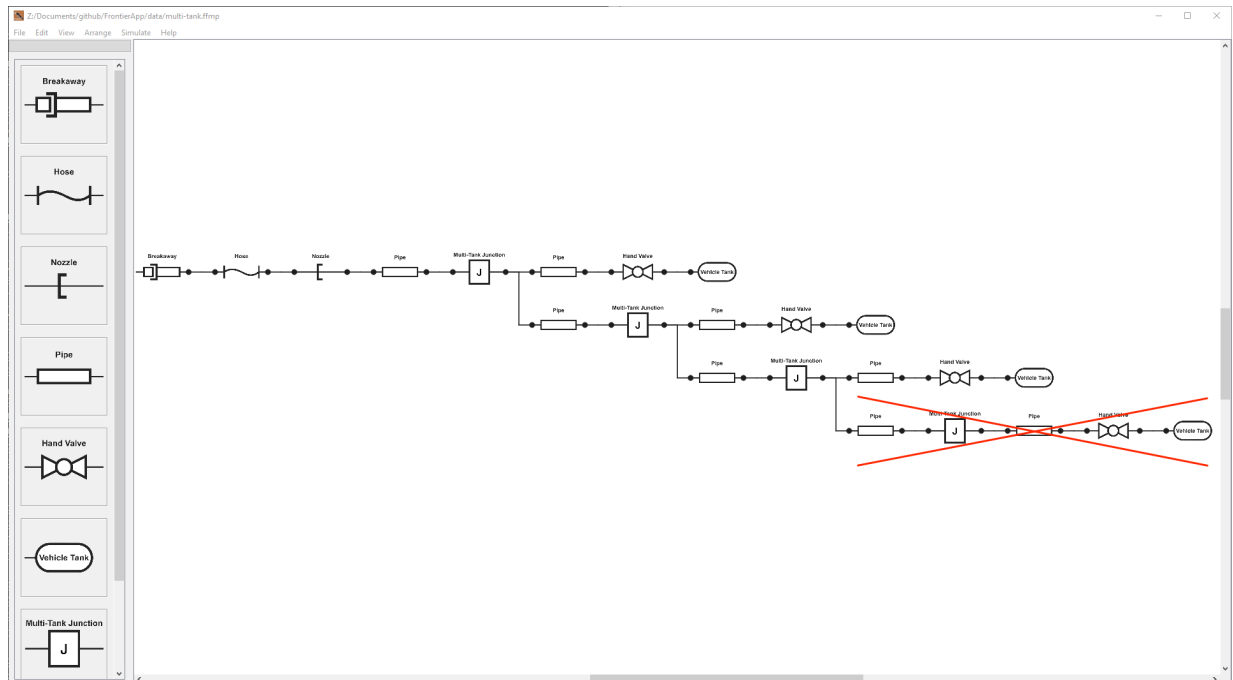 Z:/Documents/github/FrontierApp/data/multi-tank.ffmp
File Edit View Arrange Simulate Help
Breakaway
Hose
Nozzle
Pipe
Hand Valve
Vehicle Tank
Multi-Tank Junction
J
Breakaway Hose Nozzle Pipe Multi-Tank Junction Pipe Hand Valve
J Vehicle Tank
Pipe Multi-Tank Junction Pipe Hand Valve
J Vehicle Tank
Pipe Multi-Tank Junction Pipe Hand Valve
J Vehicle Tank
Pipe Multi-Tank Junction Pipe Hand Valve
J Vehicle Tank